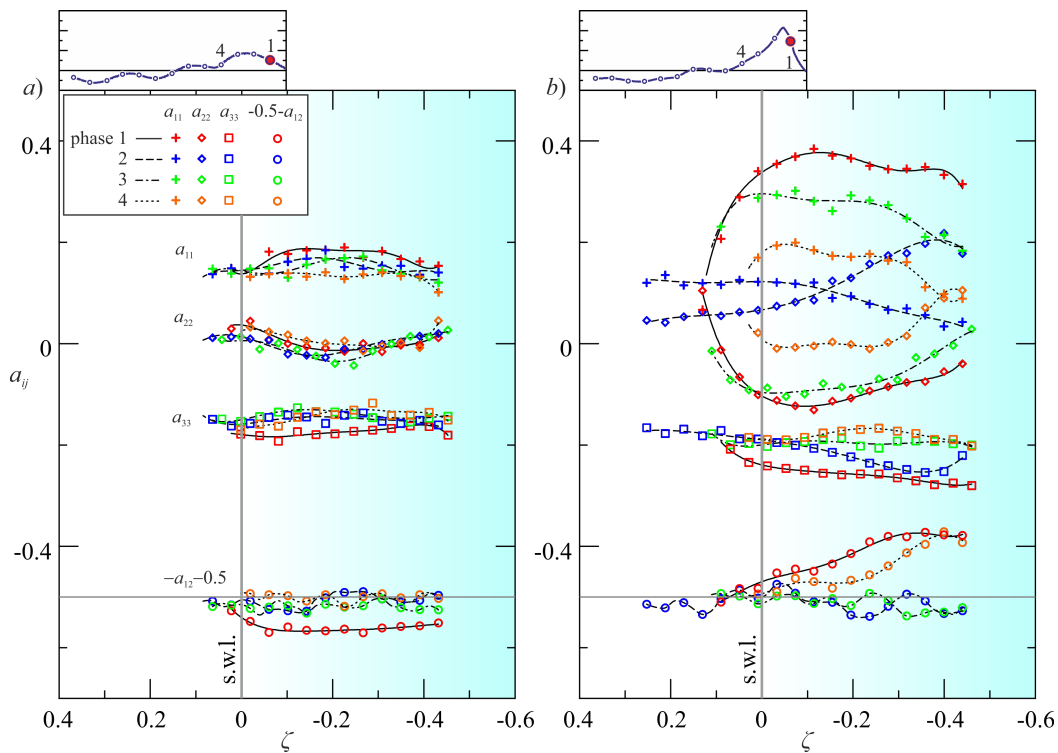 4 1
4 1
a)
b)
a11 a22 a33 -0.5-a12
phase 1
2
3
4
0.4
0
-0.4
aij
a11
a22
a33
−a12−0.5
s.w.l.
s.w.l.
0.4 0.2 0 -0.2 -0.4 -0.6
0.4 0.2 0 -0.2 -0.4 -0.6
ζ
ζ